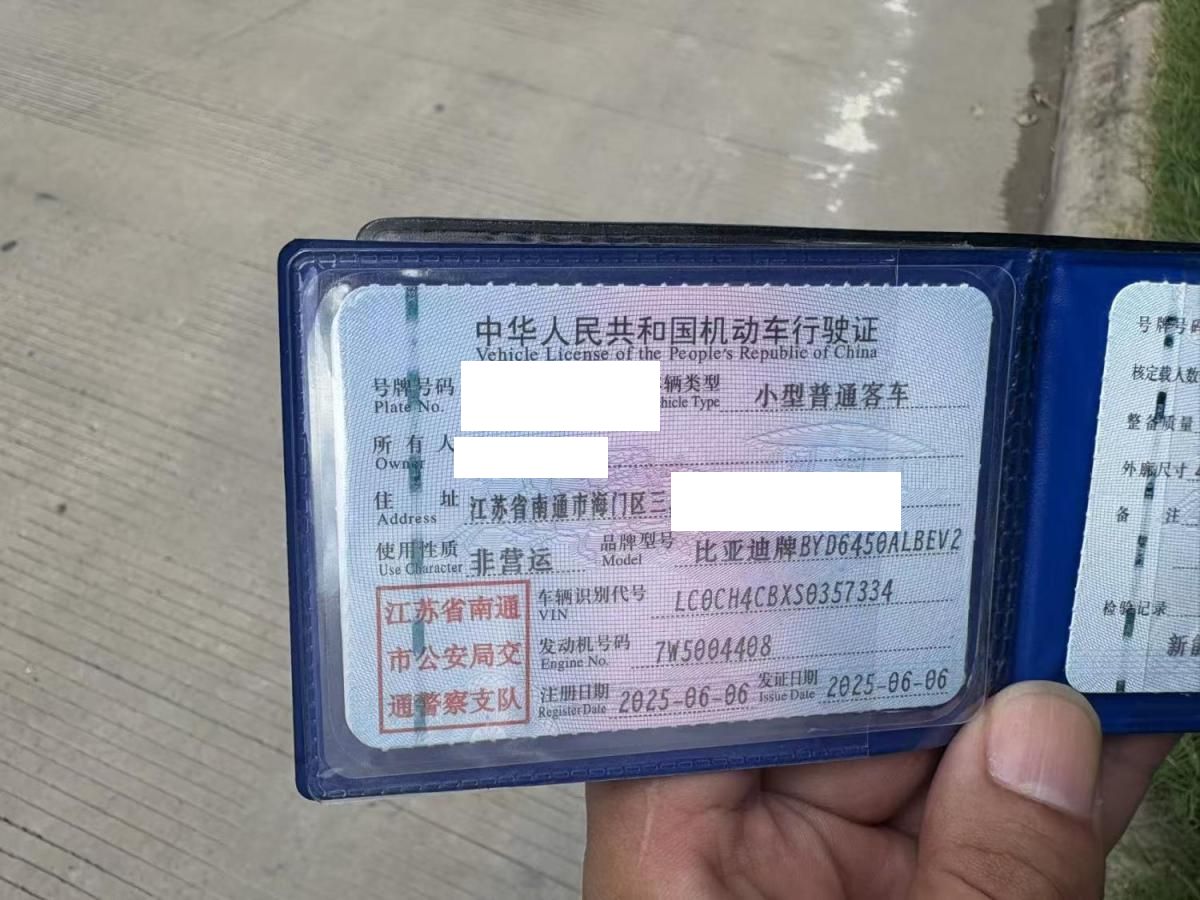 中华人民共和国机动车行驶证
Vehicle License of the People's Republic of China
号牌号码 辆类型 小型普通客车
Plate No. hicle Type
所有人
Owner
住址 江苏省南通市海门区三
Address
使用性质 非营运 品牌型号 比亚迪牌BYD6450ALBEV2
Use Character Model
江苏省南通
市公安局交
通警察支队
车辆识别代号 LC0CH4CBXS0357334
VIN
发动机号码 7W5004408
Engine No.
注册日期 2025-06-06 发证日期 2025-06-06
Register Date Issue Date
号牌号码
核定载人数
整备质量
外廓尺寸
备注
检验记录
新